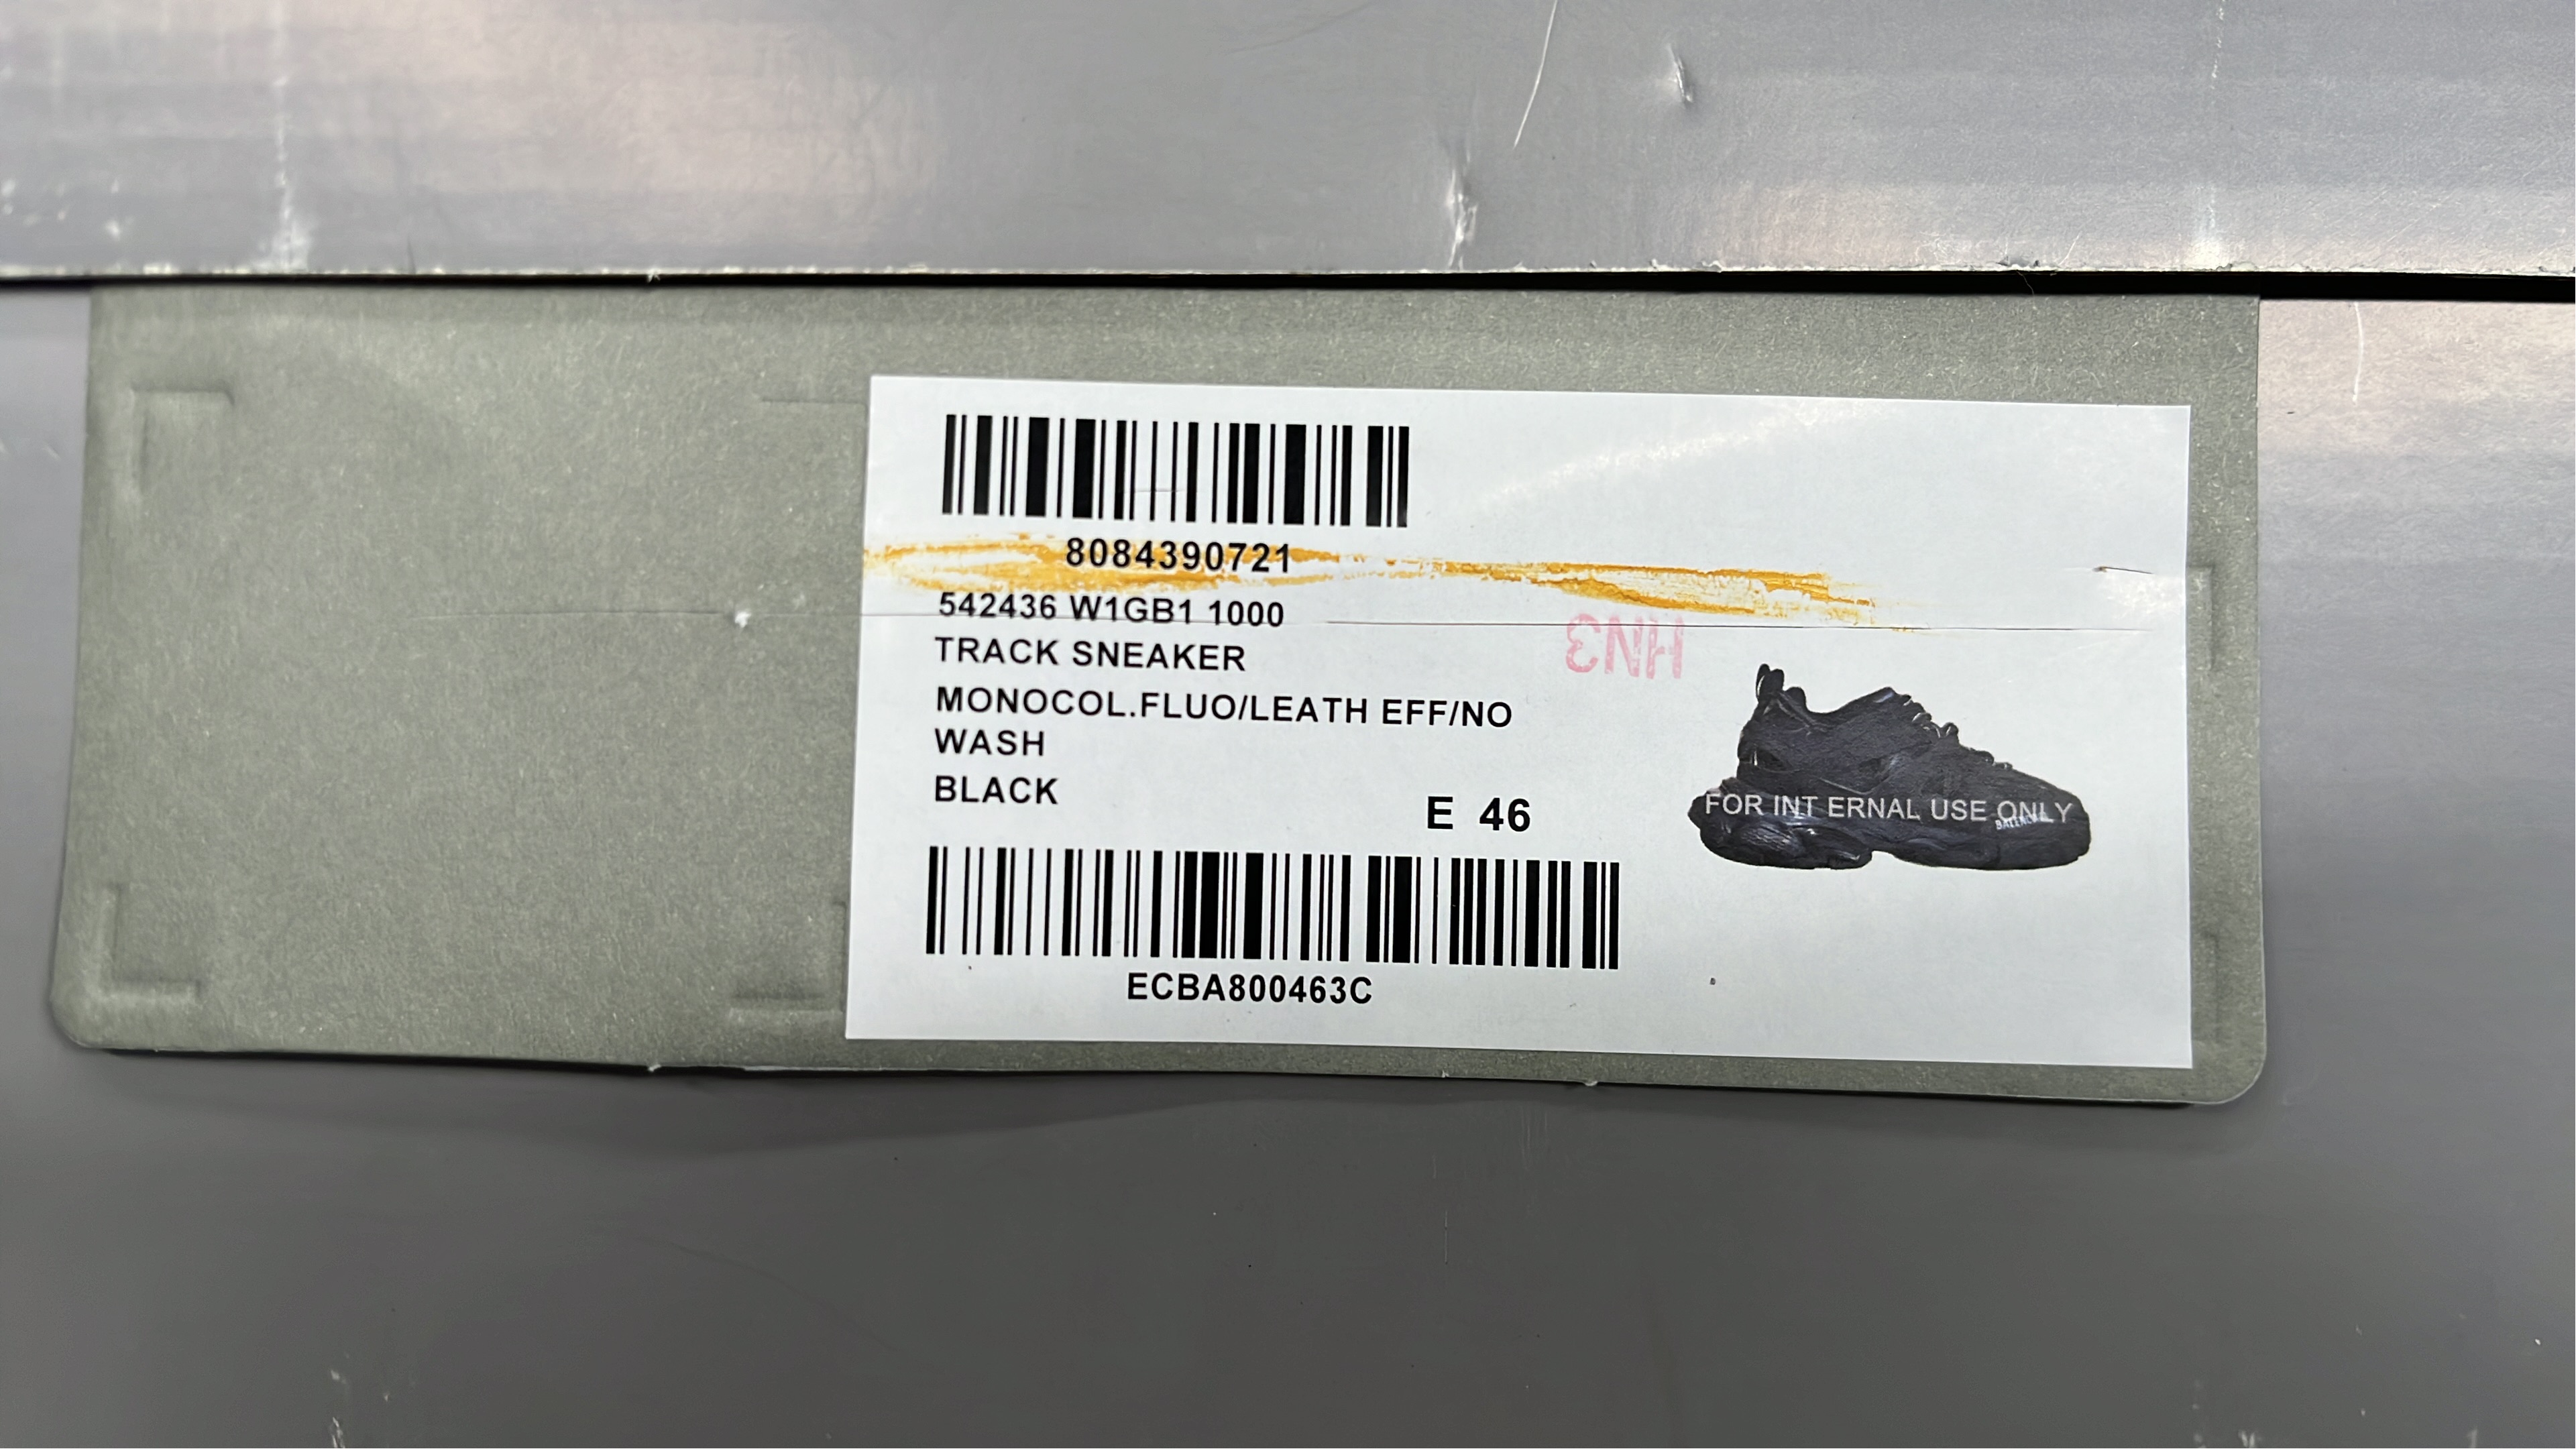 8084390721
542436 W1GB1 1000
TRACK SNEAKER
HN3
MONOCOL.FLUO/LEATH EFF/NO
WASH
BLACK
E 46
FOR INT ERNAL USE ONLY
ECBA800463C